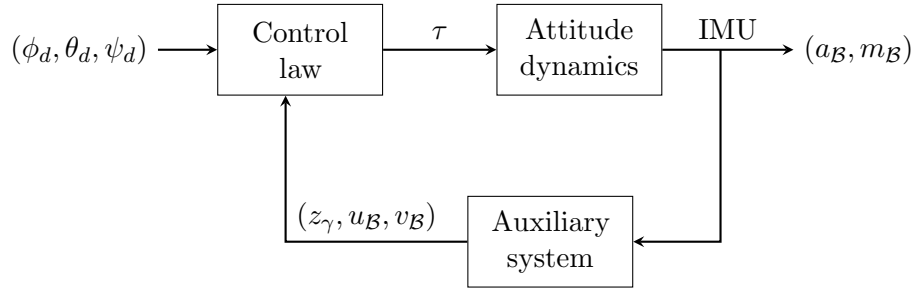 (ϕ_d, θ_d, ψ_d)
Control
law
τ
Attitude
dynamics
IMU
(a_ℬ, m_ℬ)
(z_γ, u_ℬ, v_ℬ)
Auxiliary
system